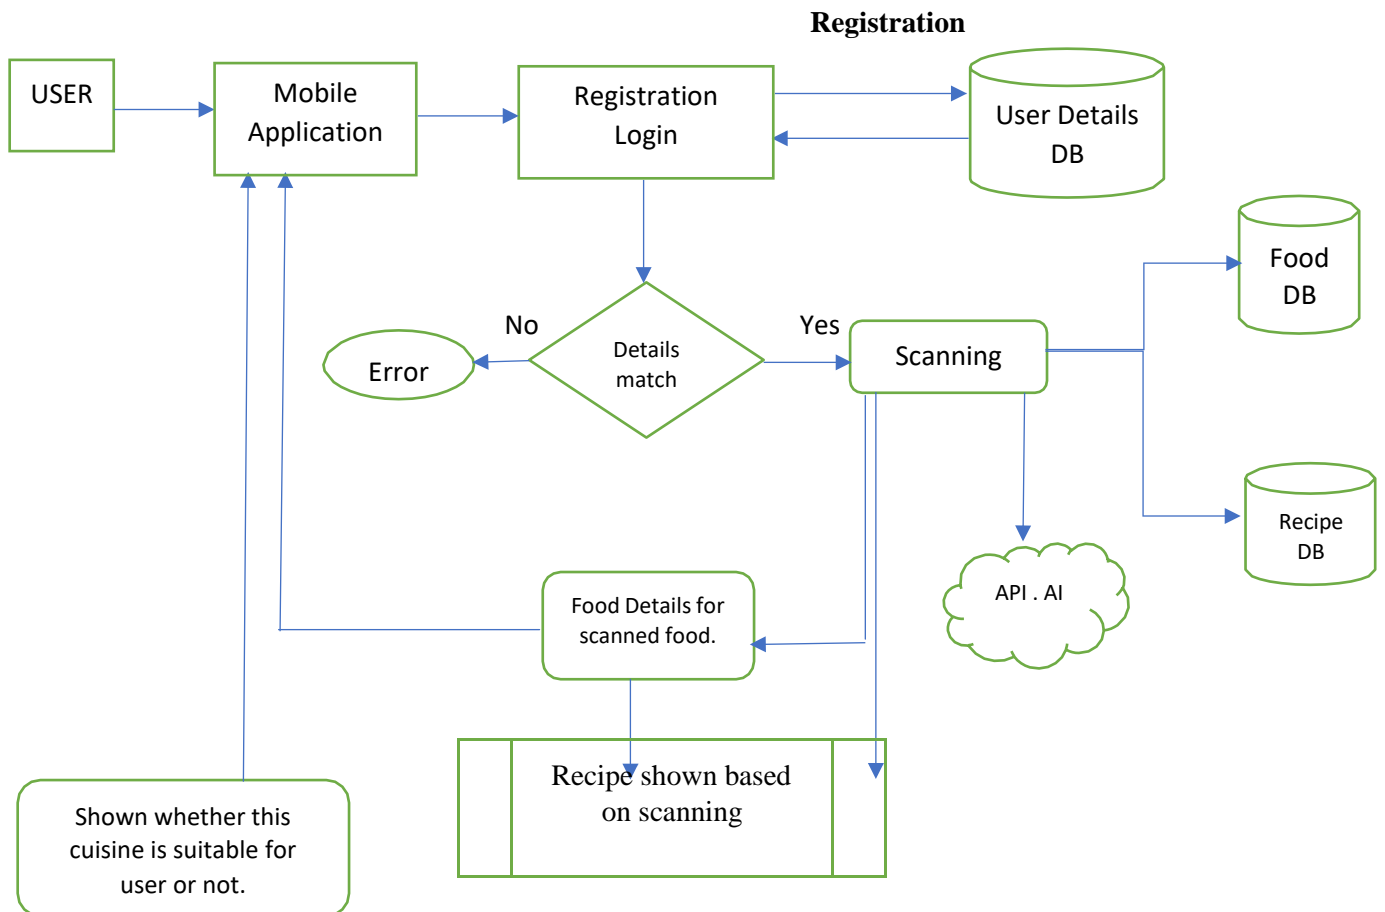 Registration
USER
Mobile
Application
Registration
Login
User Details
DB
Food
DB
No
Yes
Error
Details
match
Scanning
Recipe
DB
API . AI
Food Details for
scanned food.
Recipe shown based
on scanning
Shown whether this
cuisine is suitable for
user or not.